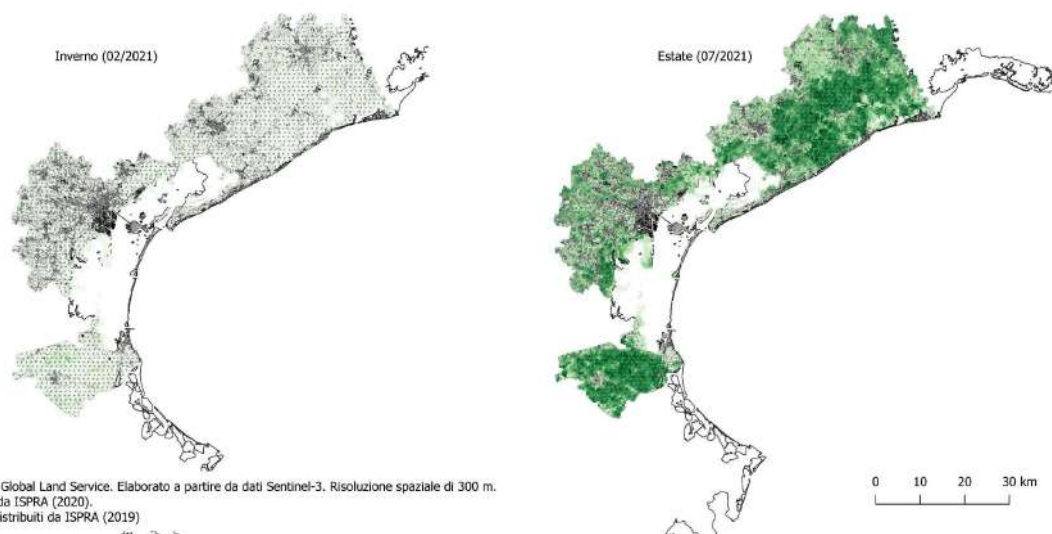 Inverno (02/2021)
Estate (07/2021)
Global Land Service. Elaborato a partire da dati Sentinel-3. Risoluzione spaziale di 300 m.
da ISPRA (2020).
distribuiti da ISPRA (2019)
0 10 20 30 km